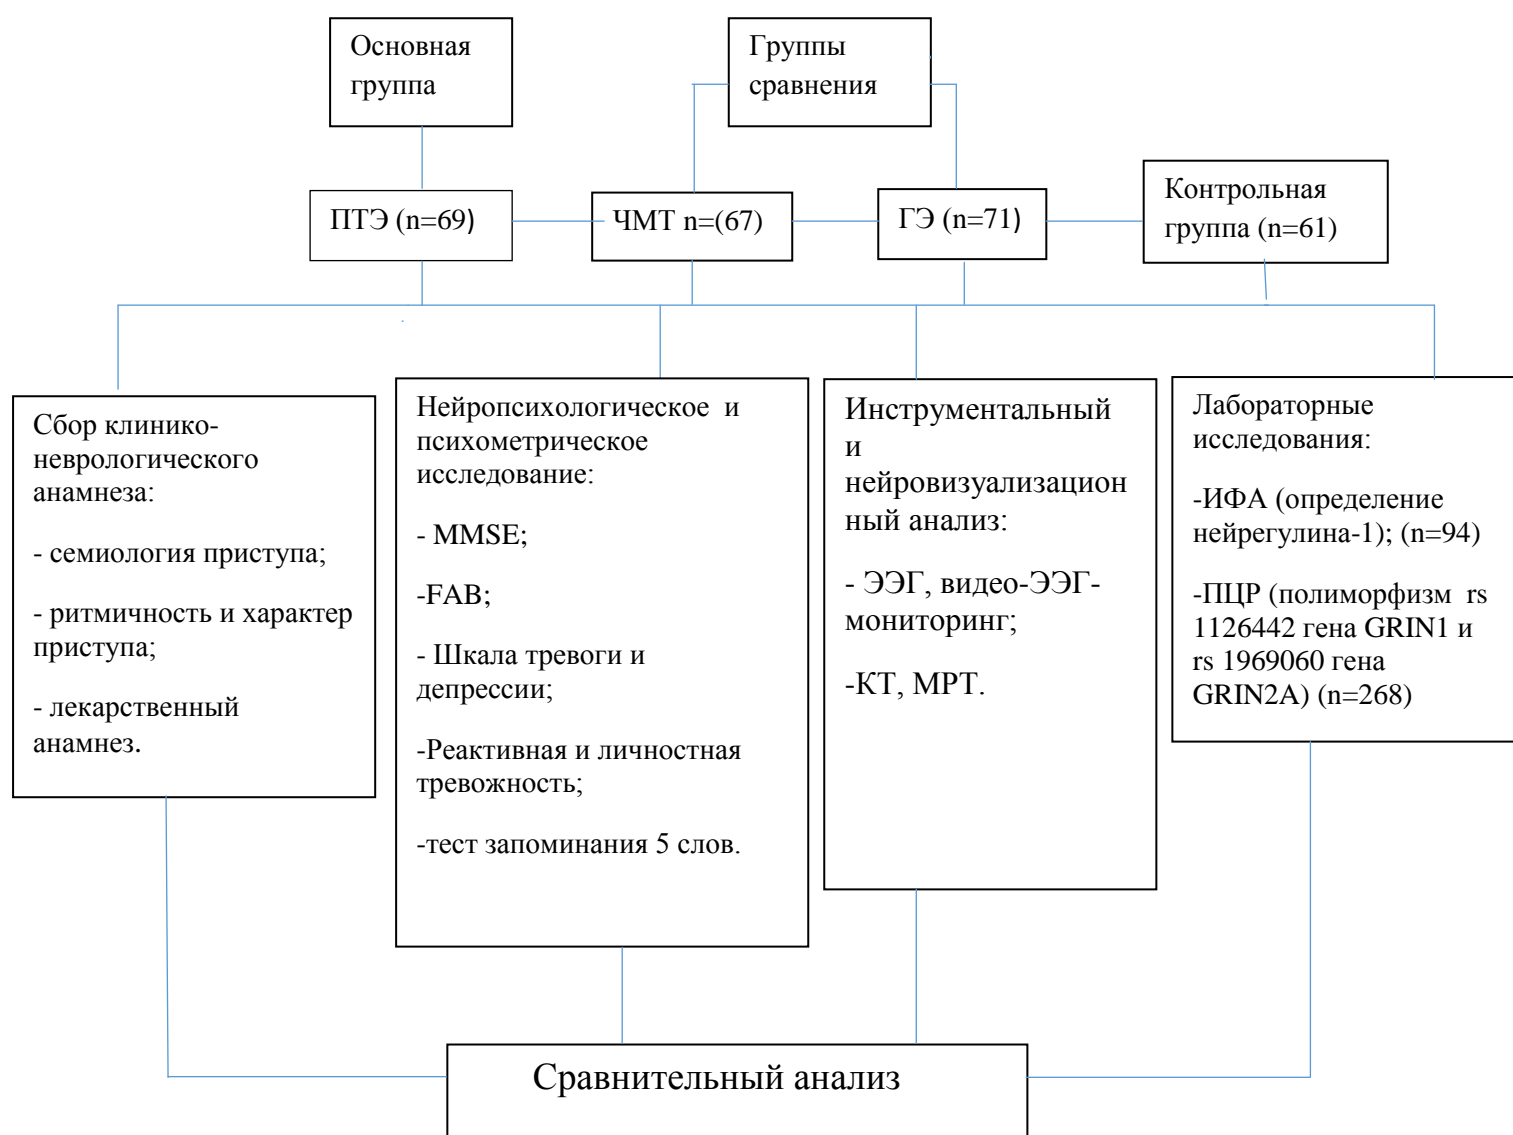 Основная
группа
Группы
сравнения
ПТЭ (n=69)
ЧМТ n=(67)
ГЭ (n=71)
Контрольная
группа (n=61)
Сбор клинико-
неврологического
анамнеза:
- семиология приступа;
- ритмичность и характер
приступа;
- лекарственный
анамнез.
Нейропсихологическое и
психометрическое
исследование:
- MMSE;
-FAB;
- Шкала тревоги и
депрессии;
-Реактивная и личностная
тревожность;
-тест запоминания 5 слов.
Инструментальный
и
нейровизуализацион
ный анализ:
- ЭЭГ, видео-ЭЭГ-
мониторинг;
-КТ, МРТ.
Лабораторные
исследования:
-ИФА (определение
нейрегулина-1); (n=94)
-ПЦР (полиморфизм rs
1126442 гена GRIN1 и
rs 1969060 гена
GRIN2A) (n=268)
Сравнительный анализ